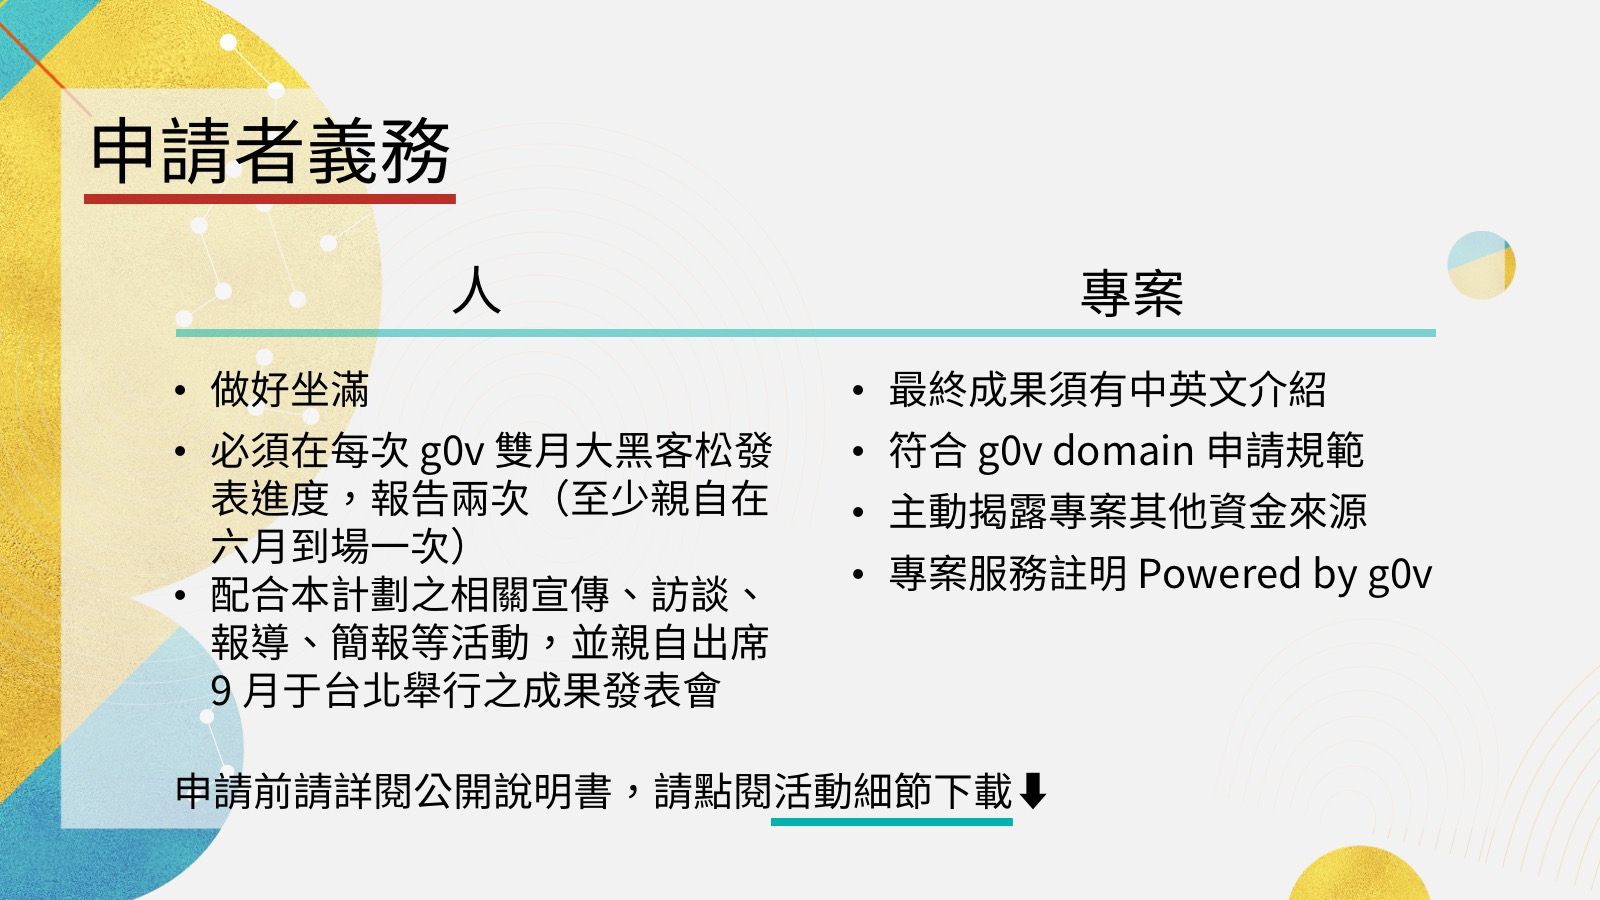 申請者義務
人
• 做好坐滿
• 必須在每次 g0v 雙月大黑客松發
表進度，報告兩次（至少親自在
六月到場一次）
• 配合本計劃之相關宣傳、訪談、
報導、簡報等活動，並親自出席
9 月于台北舉行之成果發表會
專案
• 最終成果須有中英文介紹
• 符合 g0v domain 申請規範
• 主動揭露專案其他資金來源
• 專案服務註明 Powered by g0v
申請前請詳閱公開說明書，請點閱活動細節下載⬇